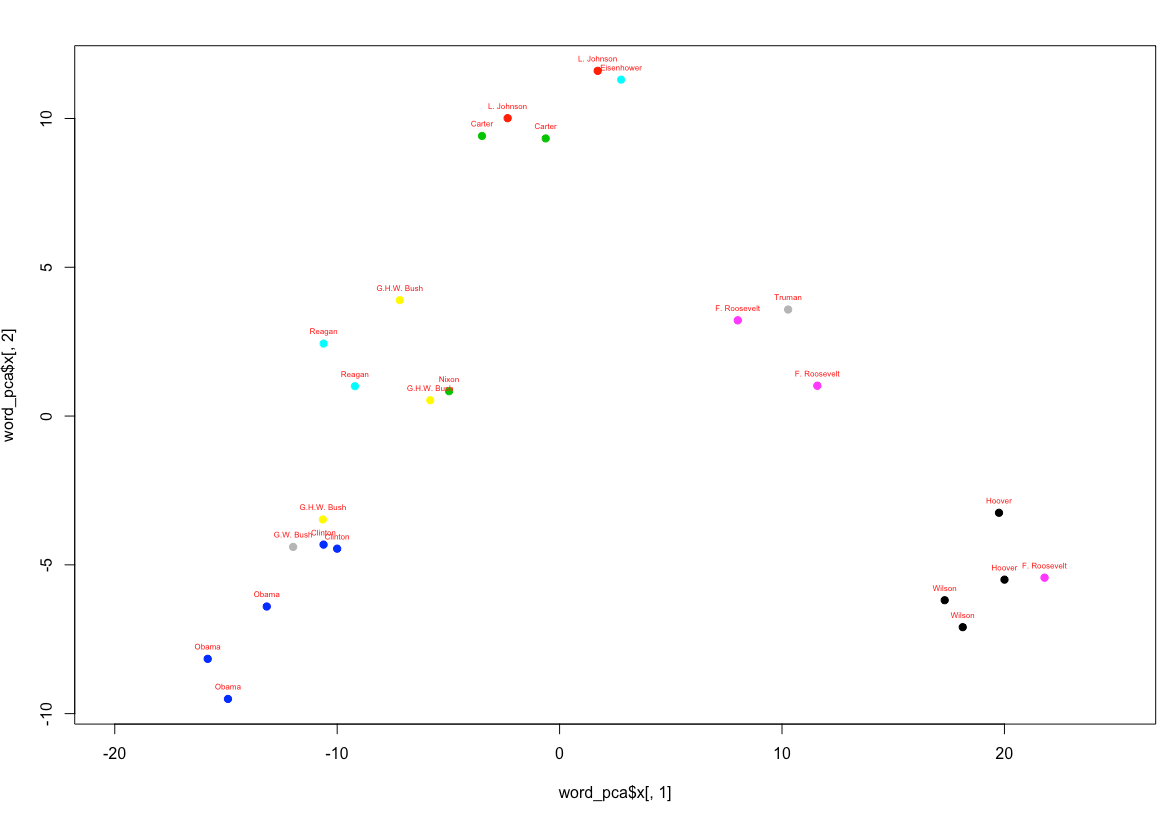 L. Johnson
Eisenhower
L. Johnson
Carter
Carter
G.H.W. Bush
Truman
F. Roosevelt
Reagan
Reagan
F. Roosevelt
Nixon
G.H.W. Bush
Hoover
G.H.W. Bush
G.W. Bush
Clinton
Clinton
Hoover
F. Roosevelt
Wilson
Obama
Wilson
Obama
Obama
10
5
0
-5
-10
word_pca$x[, 2]
-20
-10
0
10
20
word_pca$x[, 1]